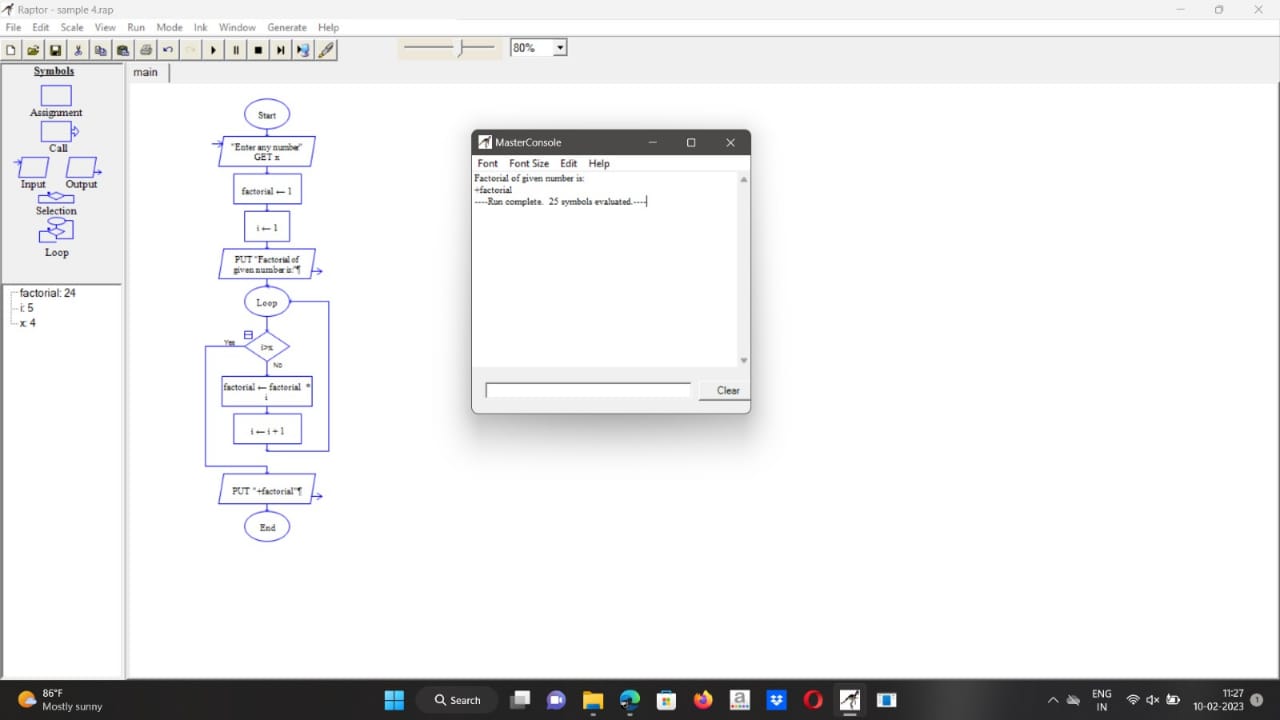 Raptor - sample 4.rap
File Edit Scale View Run Mode Ink Window Generate Help
80%
Symbols
Assignment
Call
Input Output
Selection
Loop
factorial: 24
i: 5
x: 4
main
Start
"Enter any number"
GET x
factorial ← 1
i ← 1
PUT "Factorial of
given number is:"¶
Loop
Yes
i>x
No
factorial ← factorial *
i
i ← i + 1
PUT "+factorial"¶
End
MasterConsole
Font Font Size Edit Help
Factorial of given number is:
+factorial
----Run complete. 25 symbols evaluated.----
Clear
86°F
Mostly sunny
Search
a
ENG
IN
11:27
10-02-2023
1